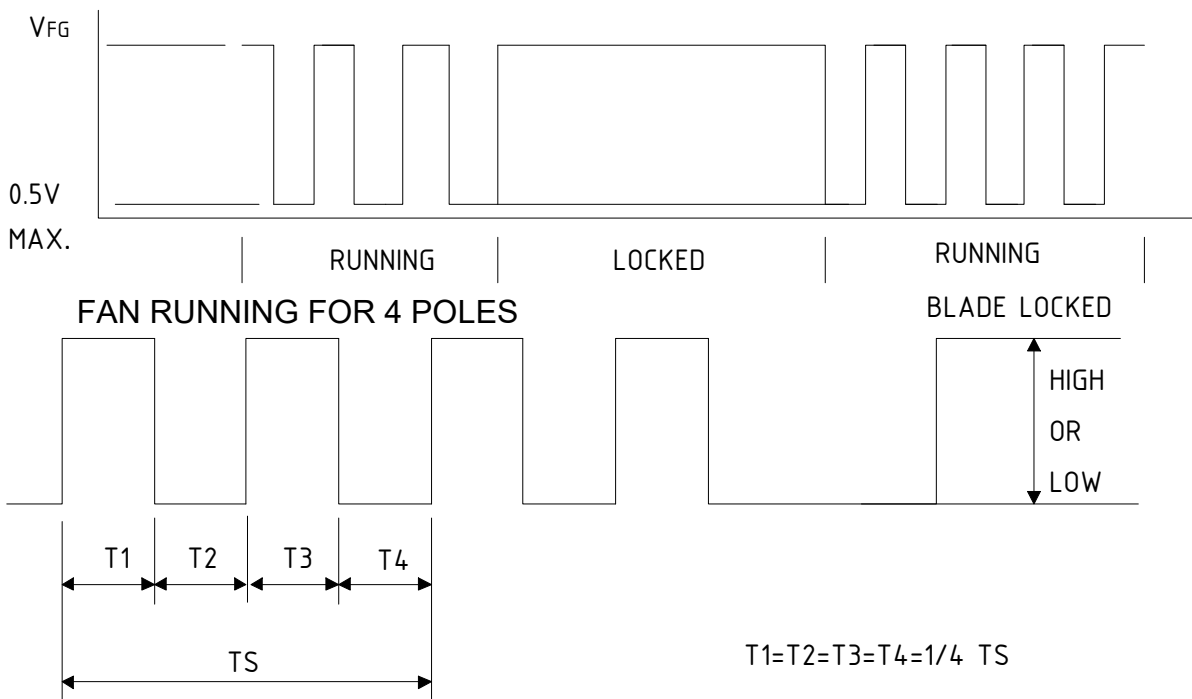 VFG
0.5V
MAX.
RUNNING
LOCKED
RUNNING
FAN RUNNING FOR 4 POLES
BLADE LOCKED
HIGH
OR
LOW
T1
T2
T3
T4
TS
T1=T2=T3=T4=1/4 TS